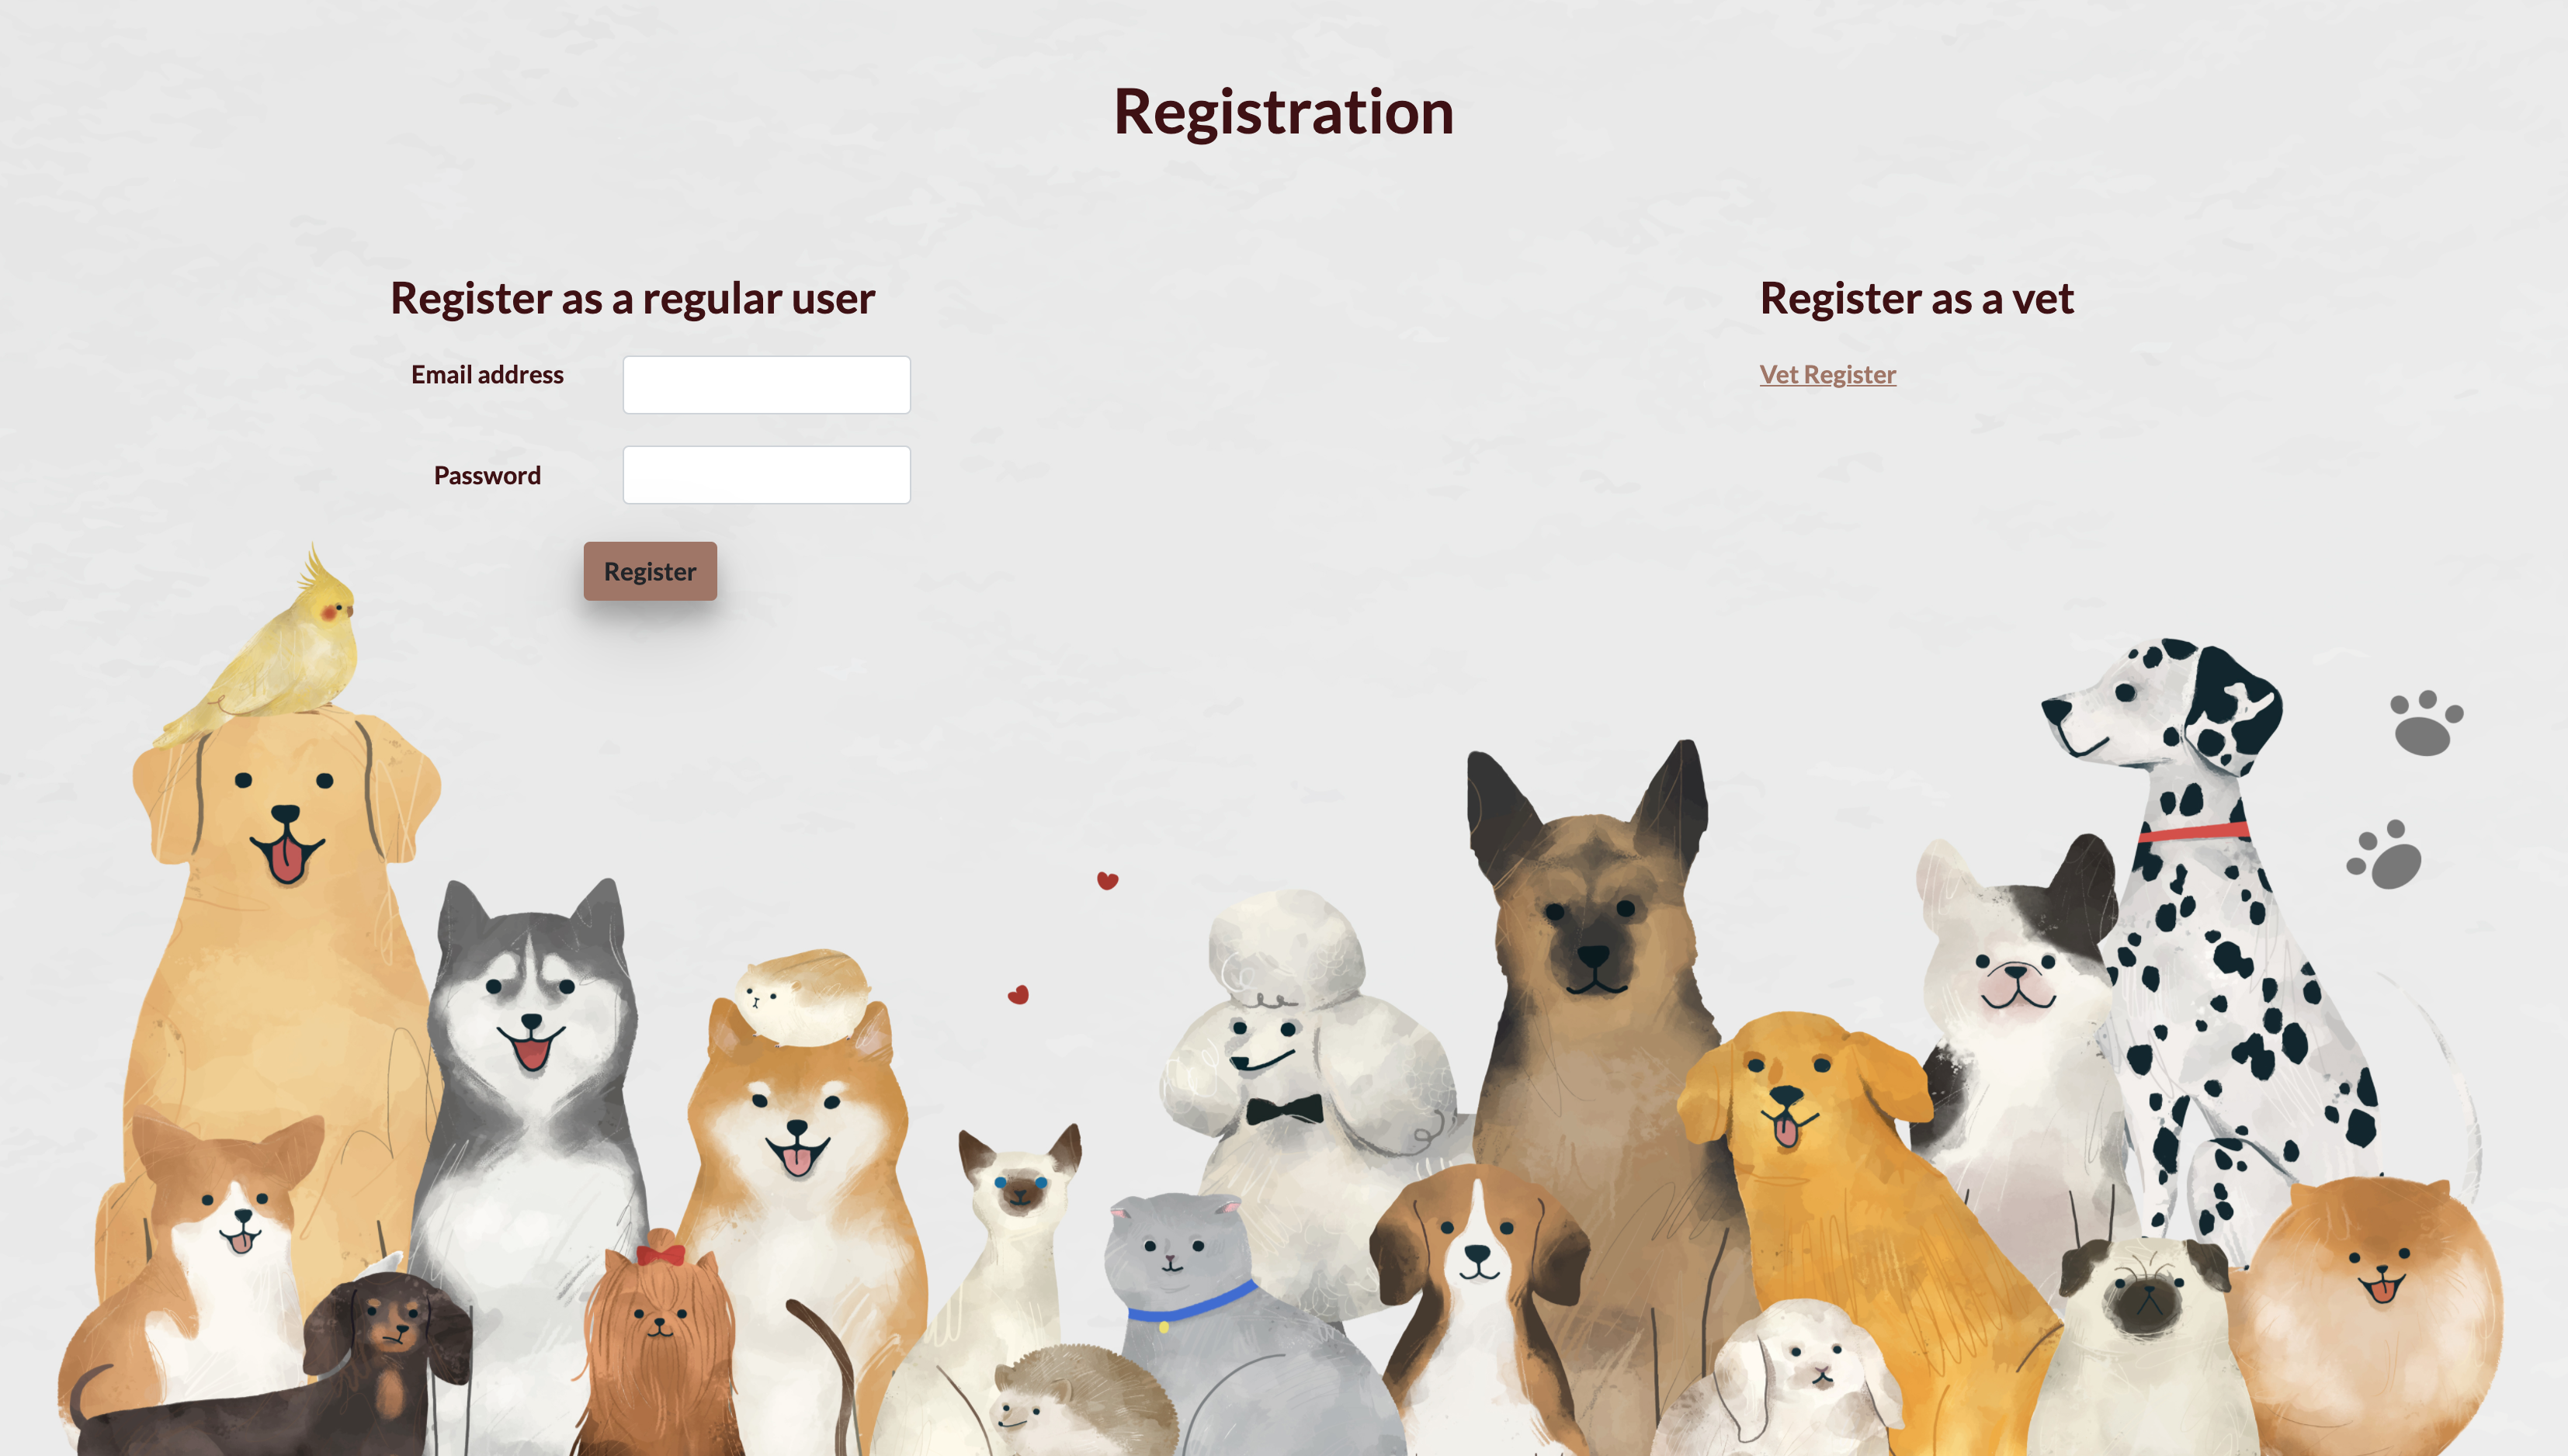 Registration
Register as a regular user
Email address
Password
Register
Register as a vet
Vet Register